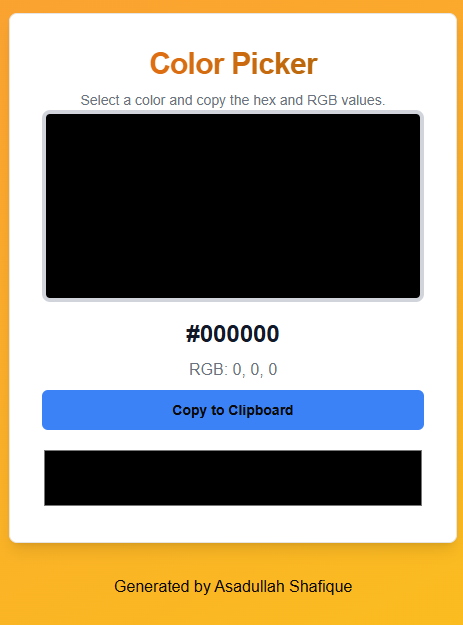 Color Picker
Select a color and copy the hex and RGB values.
#000000
RGB: 0, 0, 0
Copy to Clipboard
Generated by Asadullah Shafique